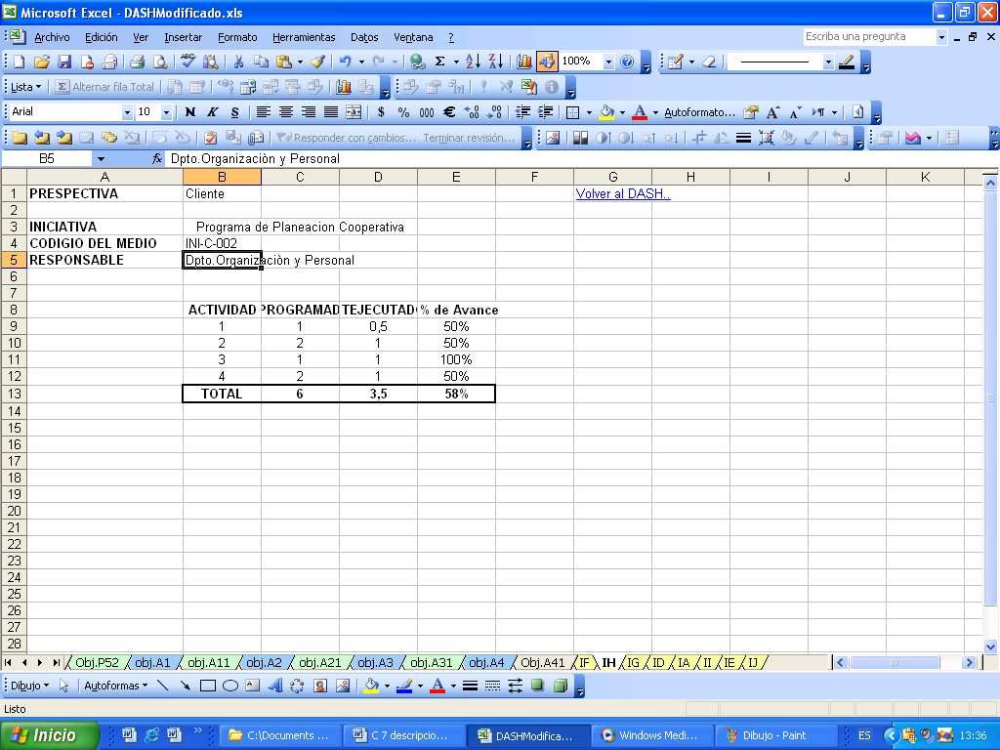 Microsoft Excel - DASHModificado.xls
Archivo Edición Ver Insertar Formato Herramientas Datos Ventana ? Escriba una pregunta
100%
Lista Σ Alternar fila Total
Arial 10 N K S $ % 000 € Autoformato...
Responder con cambios... Terminar revisión...
B5 fx Dpto.Organizaciòn y Personal
A B C D E F G H I J K
1 PRESPECTIVA Cliente Volver al DASH..
2
3 INICIATIVA Programa de Planeacion Cooperativa
4 CODIGIO DEL MEDIO INI-C-002
5 RESPONSABLE Dpto.Organizaciòn y Personal
6
7
8 ACTIVIDAD PROGRAMAD TEJECUTADO % de Avance
9 1 1 0,5 50%
10 2 2 1 50%
11 3 1 1 100%
12 4 2 1 50%
13 TOTAL 6 3,5 58%
14
15
16
17
18
19
20
21
22
23
24
25
26
27
28
Obj.P52 obj.A1 obj.A11 obj.A2 obj.A21 obj.A3 obj.A31 obj.A4 Obj.A41 IF IH IG ID IA II IE IJ
Dibujo Autoformas
Listo
Inicio C:\Documents ... C 7 descripcio... DASHModifica... Windows Medi... Dibujo - Paint ES 13:36